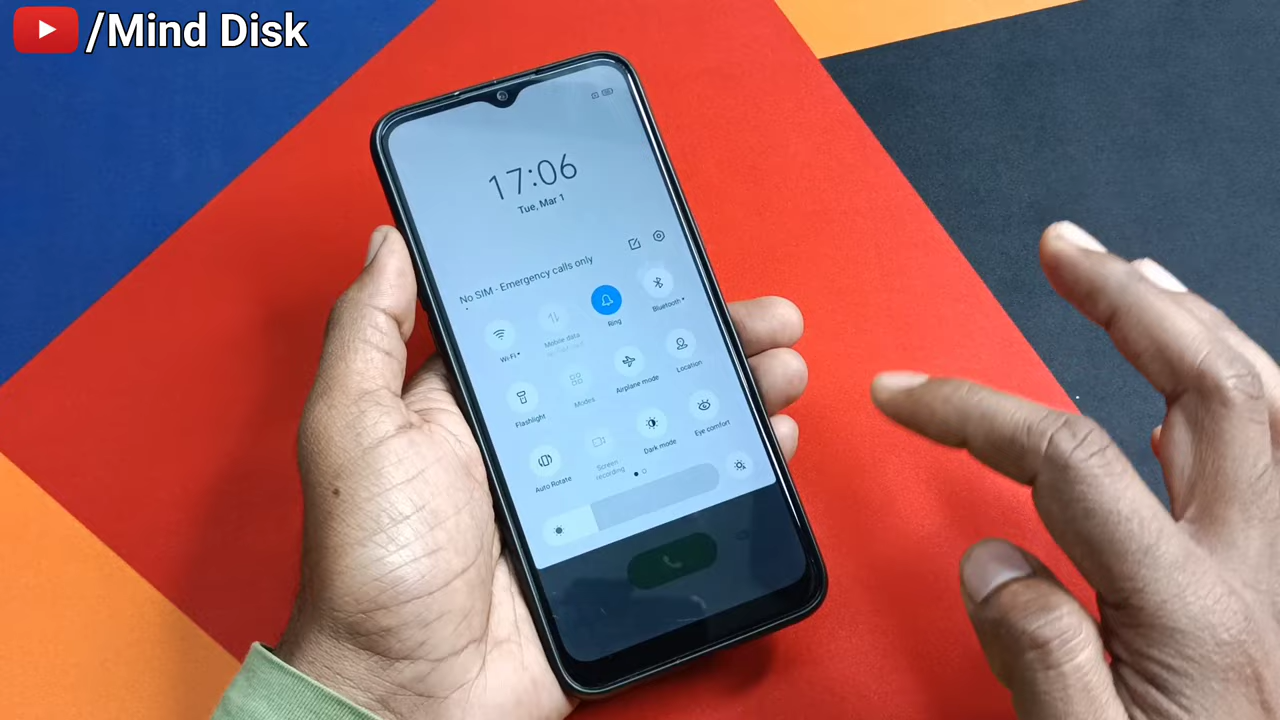 /Mind Disk
17:06
Tue, Mar 1
No SIM - Emergency calls only
Wi-Fi
Mobile data
Ring
Bluetooth
Flashlight
Modes
Airplane mode
Location
Auto Rotate
Screen
recording
Dark mode
Eye comfort